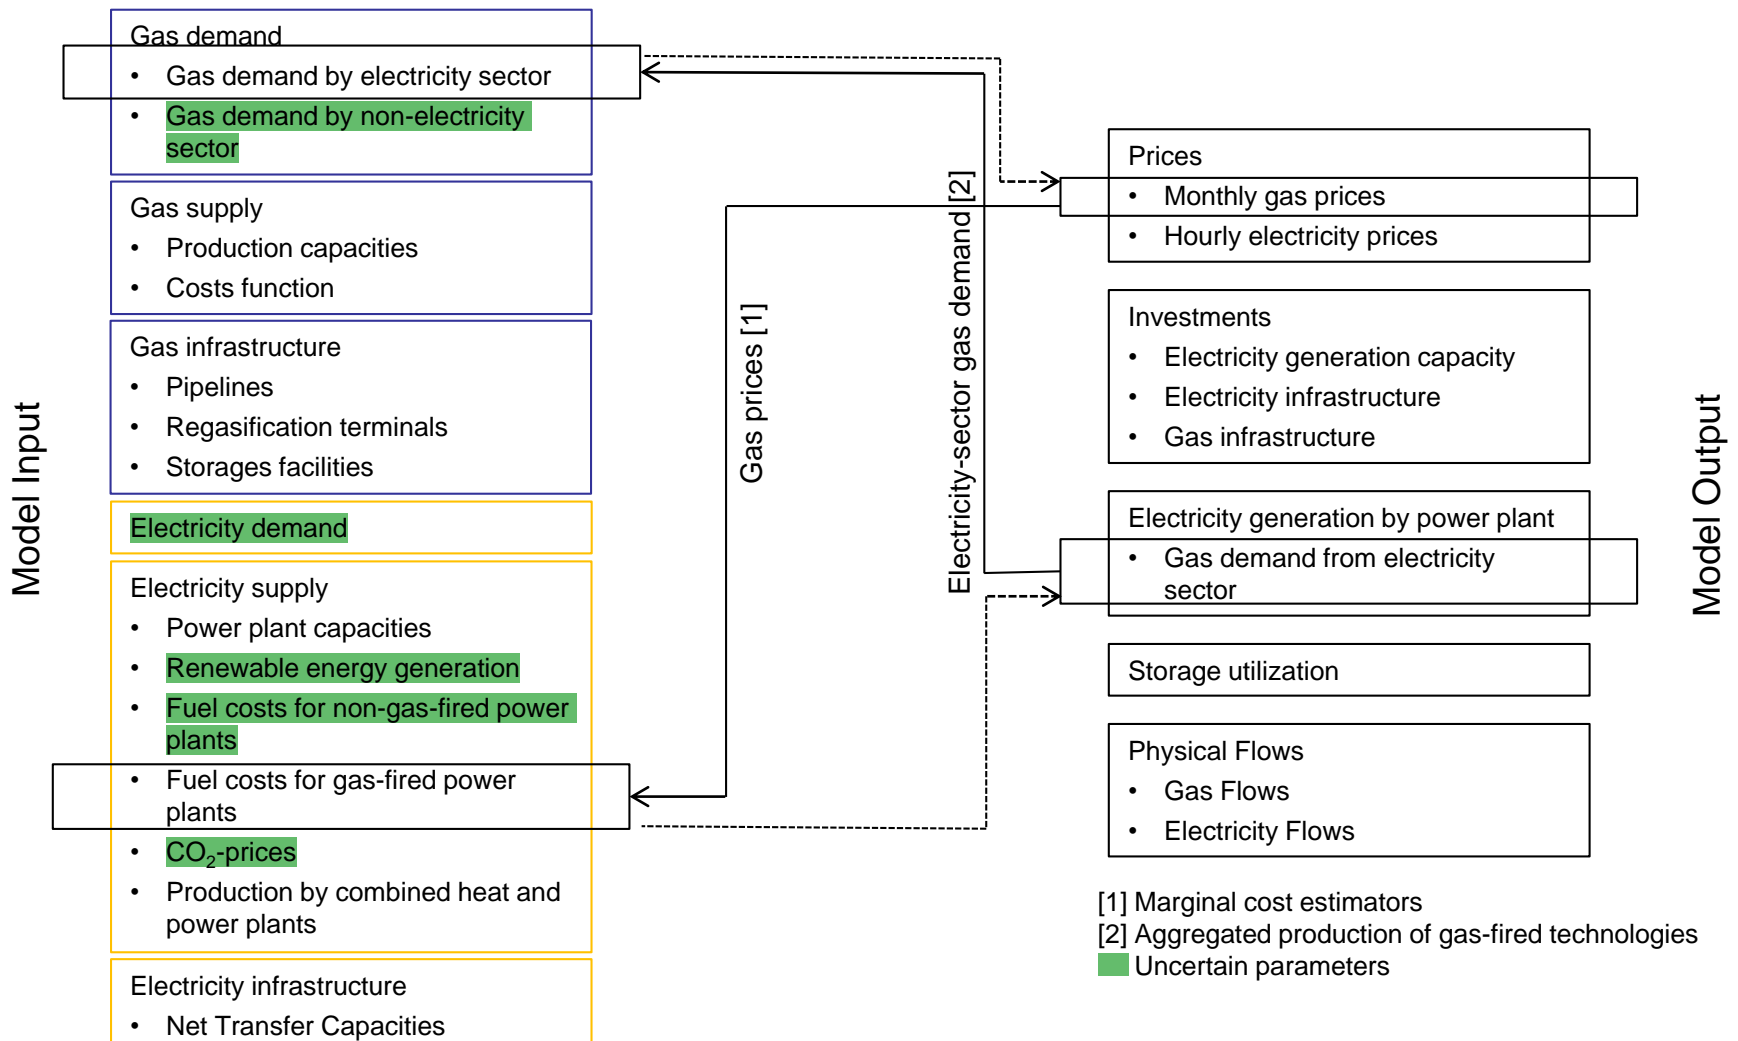 Model Input
Gas demand
• Gas demand by electricity sector
• Gas demand by non-electricity
sector
Gas supply
• Production capacities
• Costs function
Gas infrastructure
• Pipelines
• Regasification terminals
• Storages facilities
Electricity demand
Electricity supply
• Power plant capacities
• Renewable energy generation
• Fuel costs for non-gas-fired power
plants
• Fuel costs for gas-fired power
plants
• CO₂-prices
• Production by combined heat and
power plants
Electricity infrastructure
• Net Transfer Capacities
Gas prices [1]
Electricity-sector gas demand [2]
Prices
• Monthly gas prices
• Hourly electricity prices
Investments
• Electricity generation capacity
• Electricity infrastructure
• Gas infrastructure
Electricity generation by power plant
• Gas demand from electricity
sector
Storage utilization
Physical Flows
• Gas Flows
• Electricity Flows
Model Output
[1] Marginal cost estimators
[2] Aggregated production of gas-fired technologies
Uncertain parameters